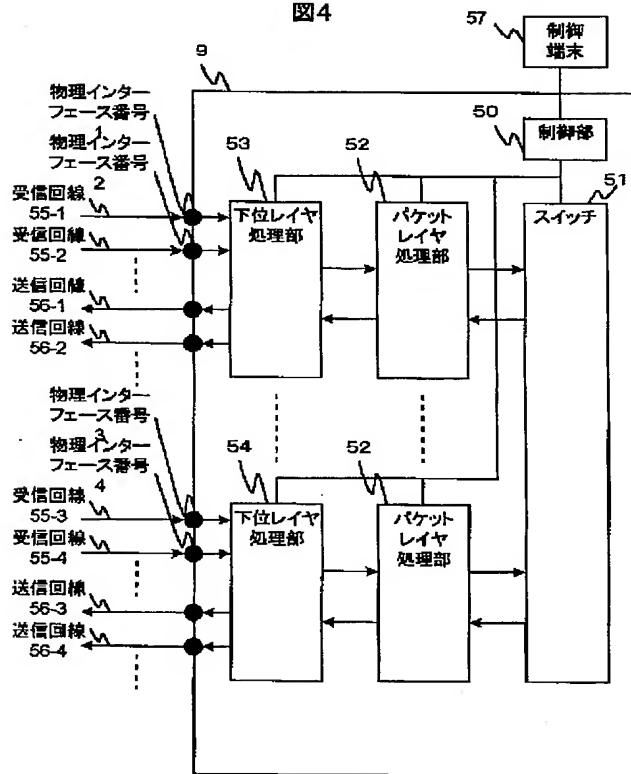 図4
57
制御
端末
9
50
制御部
物理インター
フェース番号
1
物理インター
フェース番号
2
53
下位レイヤ
処理部
52
パケット
レイヤ
処理部
51
スイッチ
受信回線
55-1
受信回線
55-2
送信回線
56-1
送信回線
56-2
物理インター
フェース番号
3
物理インター
フェース番号
4
54
下位レイヤ
処理部
52
パケット
レイヤ
処理部
受信回線
55-3
受信回線
55-4
送信回線
56-3
送信回線
56-4